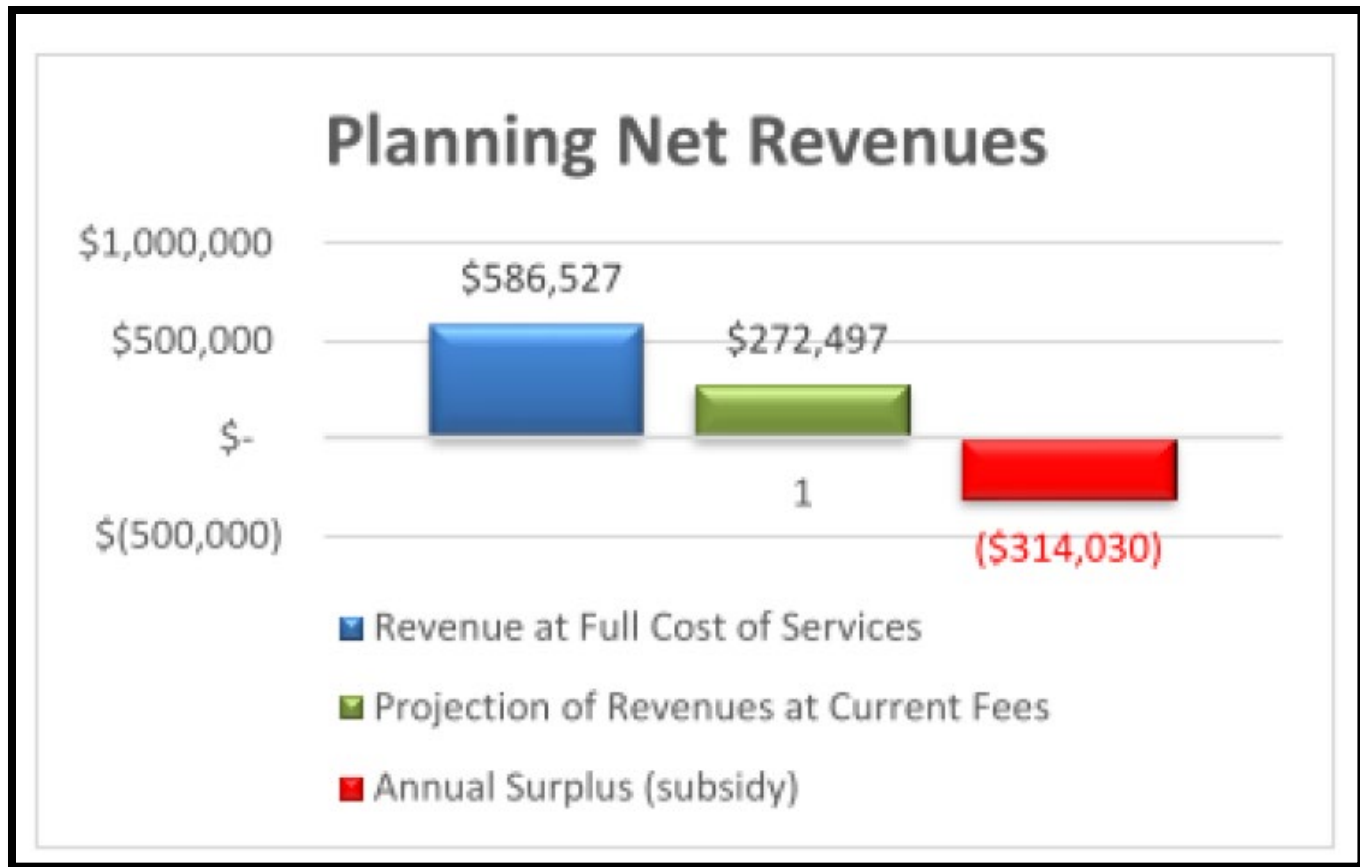 Planning Net Revenues
$1,000,000
$586,527
$500,000
$272,497
$-
1
$(500,000)
($314,030)
Revenue at Full Cost of Services
Projection of Revenues at Current Fees
Annual Surplus (subsidy)